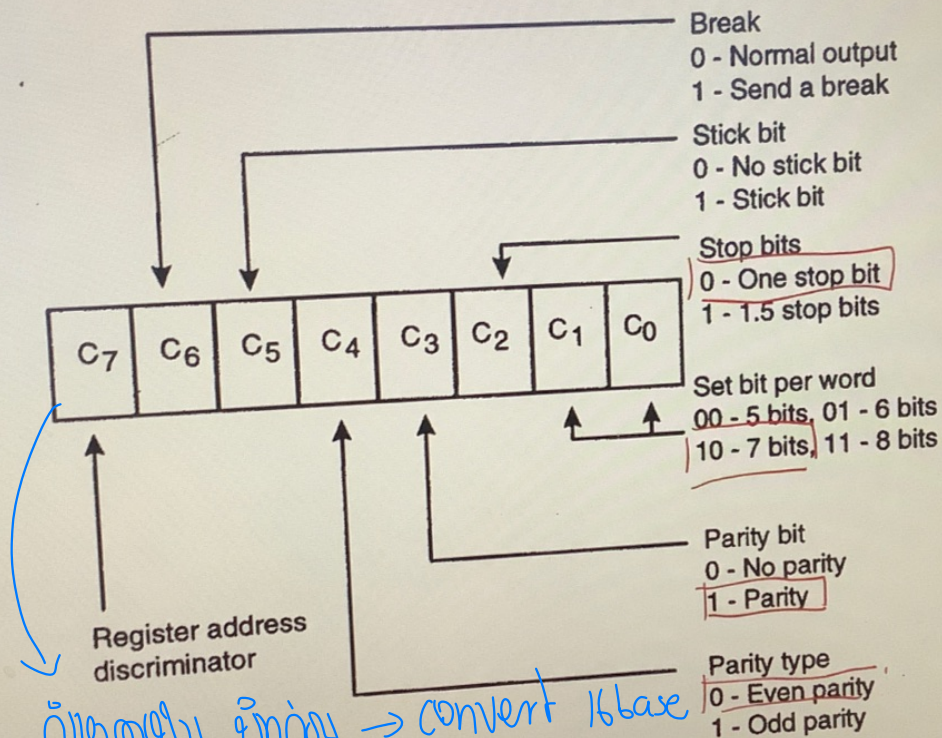 Break
0 - Normal output
1 - Send a break
Stick bit
0 - No stick bit
1 - Stick bit
Stop bits
0 - One stop bit
1 - 1.5 stop bits
C7 C6 C5 C4 C3 C2 C1 C0
Set bit per word
00 - 5 bits, 01 - 6 bits
10 - 7 bits, 11 - 8 bits
Parity bit
0 - No parity
1 - Parity
Register address
discriminator
Parity type
0 - Even parity
1 - Odd parity
→ convert 16base